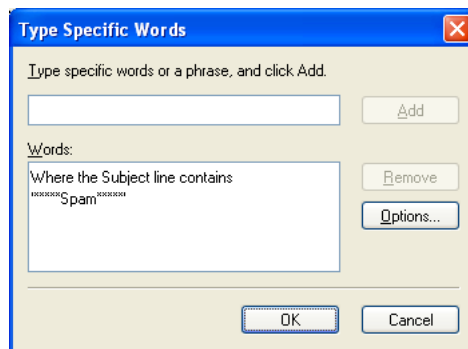 Type Specific Words
Type specific words or a phrase, and click Add.
Add
Words:
Where the Subject line contains
'*****Spam*****'
Remove
Options...
OK
Cancel